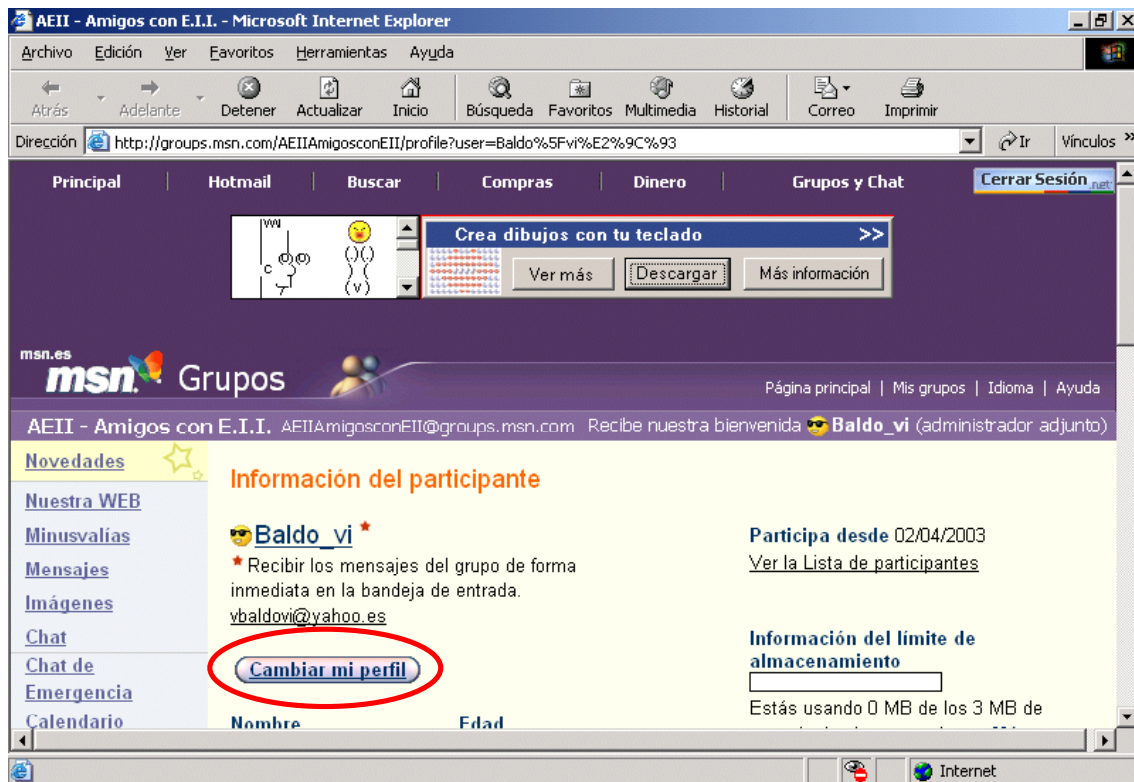 AEII - Amigos con E.I.I. - Microsoft Internet Explorer
Archivo Edición Ver Favoritos Herramientas Ayuda
Atrás Adelante Detener Actualizar Inicio Búsqueda Favoritos Multimedia Historial Correo Imprimir
Dirección http://groups.msn.com/AEIIAmigosconEII/profile?user=Baldo%5Fvi%E2%9C%93 Ir Vínculos »
Principal | Hotmail | Buscar | Compras | Dinero | Grupos y Chat Cerrar Sesión .net
Crea dibujos con tu teclado >>
Ver más Descargar Más información
msn.es
msn Grupos
Página principal | Mis grupos | Idioma | Ayuda
AEII - Amigos con E.I.I. AEIIAmigosconEII@groups.msn.com Recibe nuestra bienvenida Baldo_vi (administrador adjunto)
Novedades
Nuestra WEB
Minusvalías
Mensajes
Imágenes
Chat
Chat de
Emergencia
Calendario
Información del participante
Baldo_vi *
* Recibir los mensajes del grupo de forma
inmediata en la bandeja de entrada.
vbaldovi@yahoo.es
Cambiar mi perfil
Nombre Edad
Participa desde 02/04/2003
Ver la Lista de participantes
Información del límite de
almacenamiento
Estás usando 0 MB de los 3 MB de
Internet